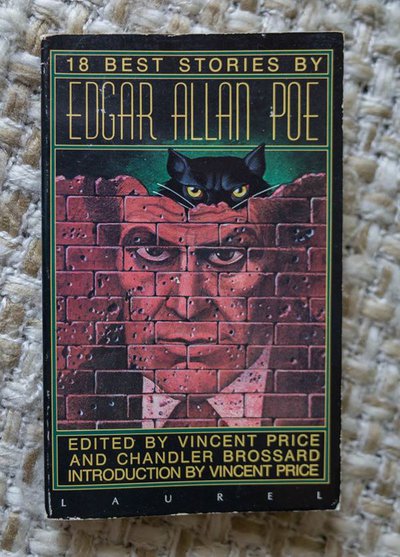 18 BEST STORIES BY
EDGAR ALLAN POE
EDITED BY VINCENT PRICE
AND CHANDLER BROSSARD
INTRODUCTION BY VINCENT PRICE
LAUREL